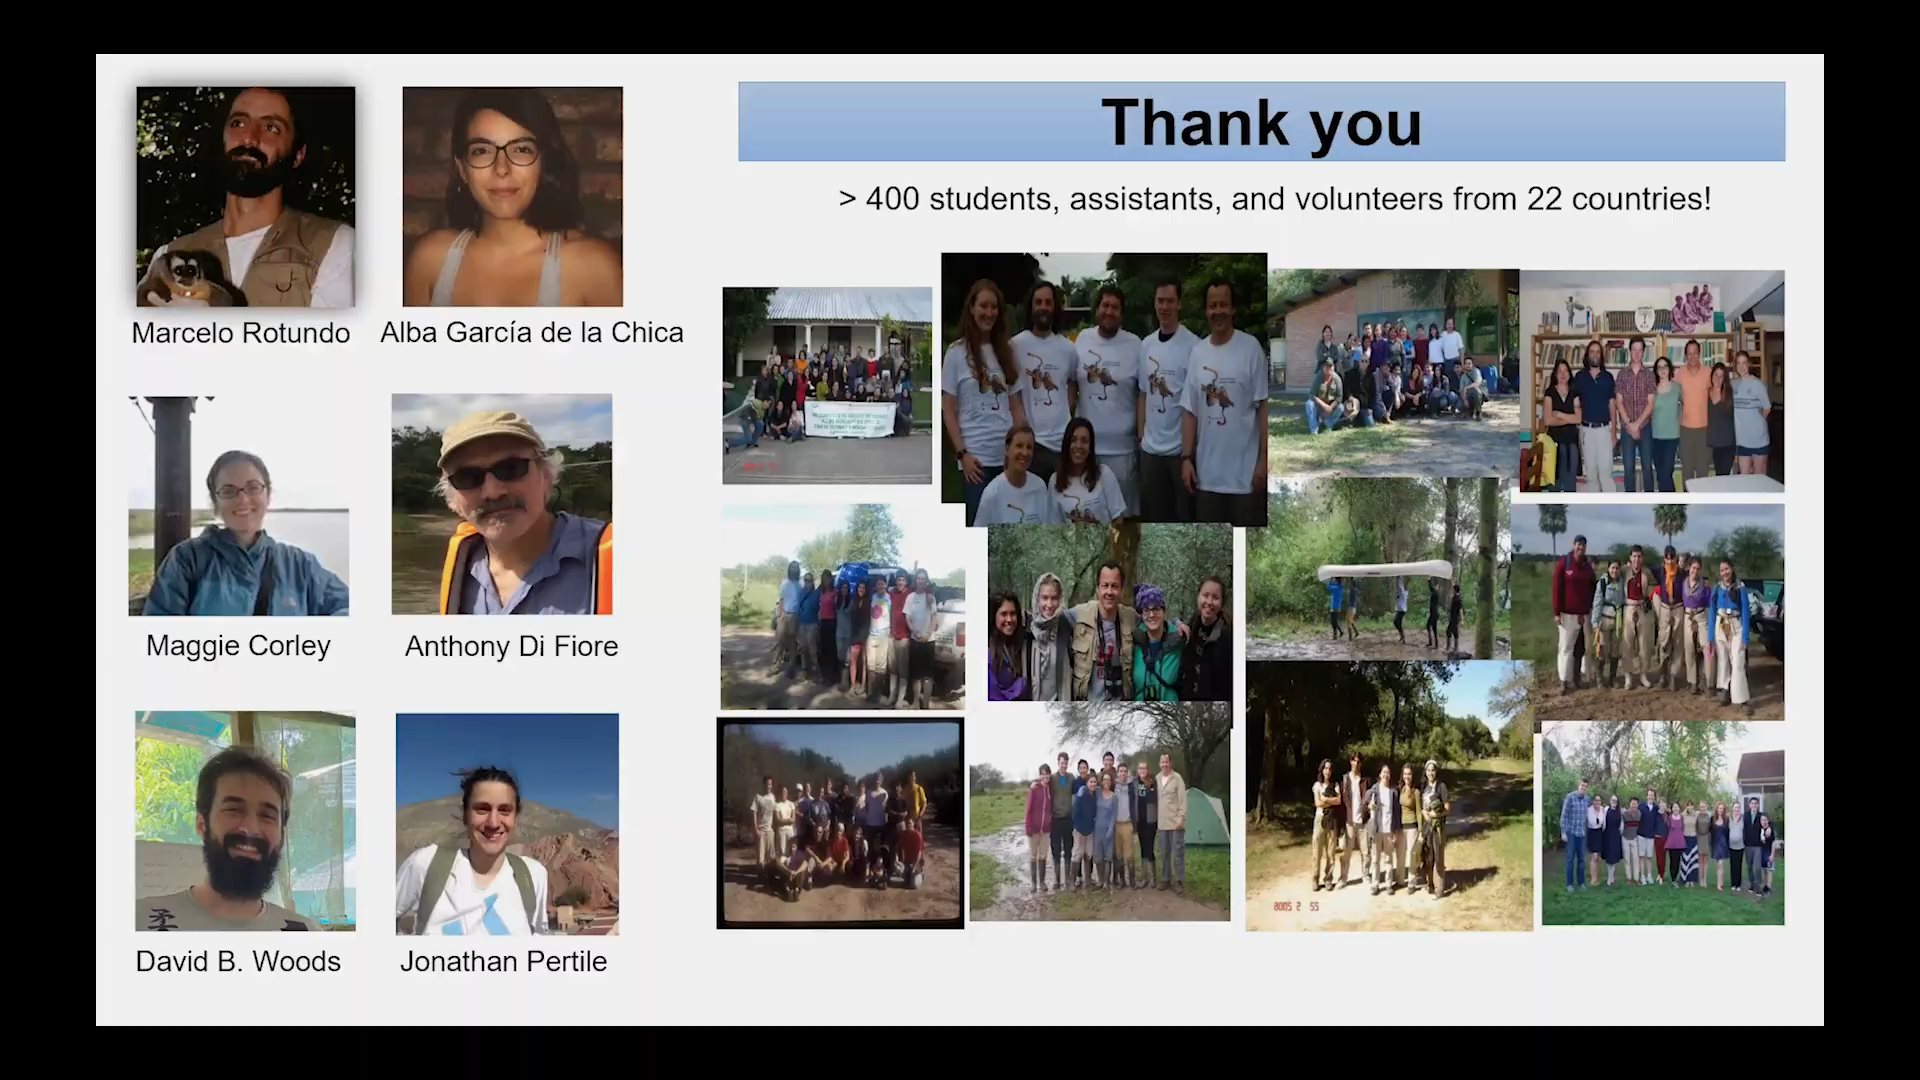 Thank you
> 400 students, assistants, and volunteers from 22 countries!
Marcelo Rotundo
Alba García de la Chica
Maggie Corley
Anthony Di Fiore
David B. Woods
Jonathan Pertile